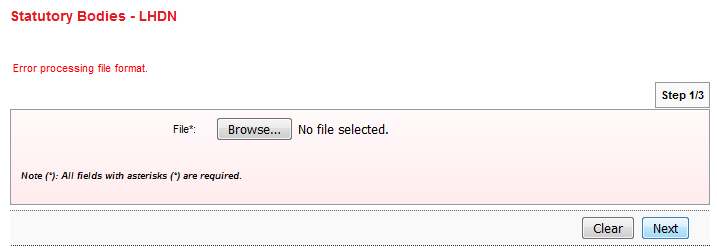 Statutory Bodies - LHDN
Error processing file format.
Step 1/3
File*: Browse... No file selected.
Note (*): All fields with asterisks (*) are required.
Clear Next